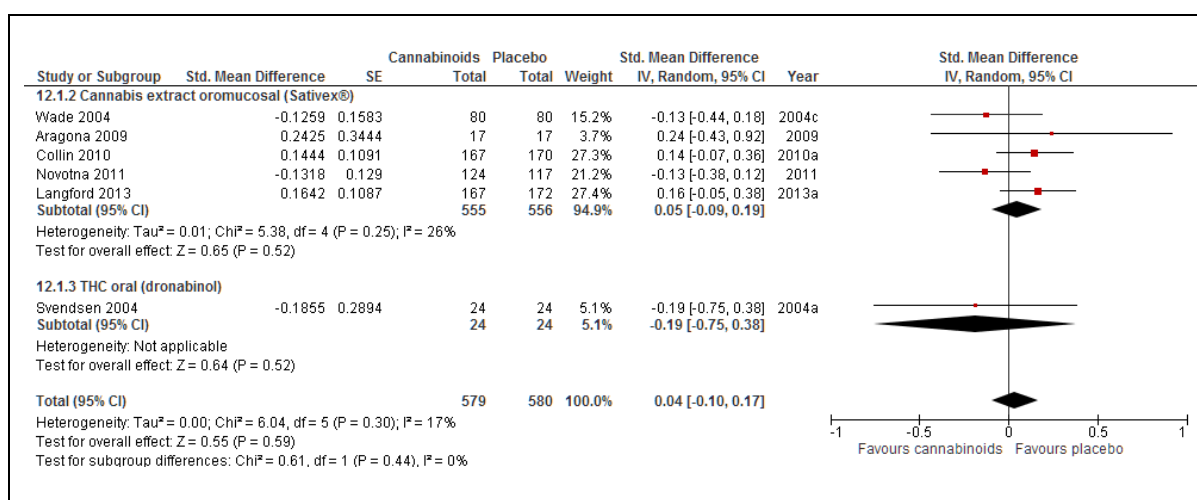 Cannabinoids Placebo Std. Mean Difference Std. Mean Difference
Study or Subgroup Std. Mean Difference SE Total Total Weight IV, Random, 95% CI Year IV, Random, 95% CI
12.1.2 Cannabis extract oromucosal (Sativex®)
Wade 2004 -0.1259 0.1583 80 80 15.2% -0.13 [-0.44, 0.18] 2004c
Aragona 2009 0.2425 0.3444 17 17 3.7% 0.24 [-0.43, 0.92] 2009
Collin 2010 0.1444 0.1091 167 170 27.3% 0.14 [-0.07, 0.36] 2010a
Novotna 2011 -0.1318 0.129 124 117 21.2% -0.13 [-0.38, 0.12] 2011
Langford 2013 0.1642 0.1087 167 172 27.4% 0.16 [-0.05, 0.38] 2013a
Subtotal (95% CI) 555 556 94.9% 0.05 [-0.09, 0.19]
Heterogeneity: Tau² = 0.01; Chi² = 5.38, df = 4 (P = 0.25); I² = 26%
Test for overall effect: Z = 0.65 (P = 0.52)
12.1.3 THC oral (dronabinol)
Svendsen 2004 -0.1855 0.2894 24 24 5.1% -0.19 [-0.75, 0.38] 2004a
Subtotal (95% CI) 24 24 5.1% -0.19 [-0.75, 0.38]
Heterogeneity: Not applicable
Test for overall effect: Z = 0.64 (P = 0.52)
Total (95% CI) 579 580 100.0% 0.04 [-0.10, 0.17]
Heterogeneity: Tau² = 0.00; Chi² = 6.04, df = 5 (P = 0.30); I² = 17%
Test for overall effect: Z = 0.55 (P = 0.59)
Test for subgroup differences: Chi² = 0.61, df = 1 (P = 0.44), I² = 0%
-1 -0.5 0 0.5 1
Favours cannabinoids Favours placebo